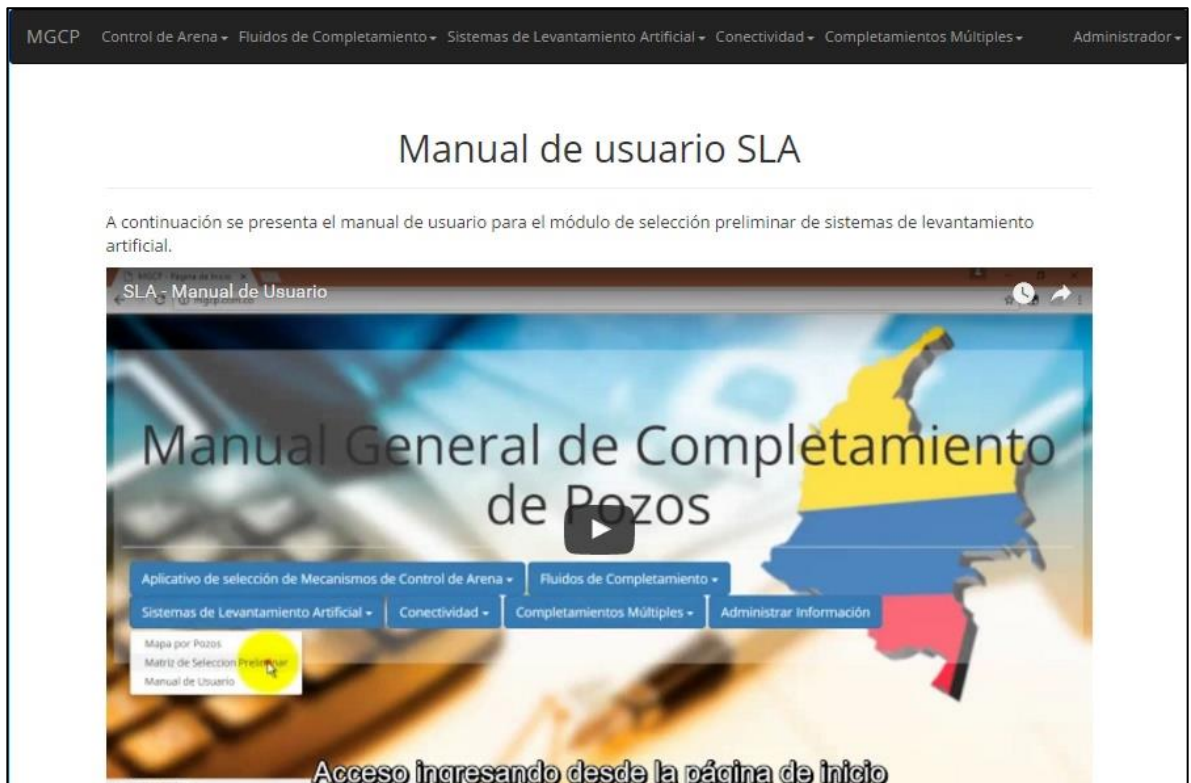 MGCP Control de Arena Fluidos de Completamiento Sistemas de Levantamiento Artificial Conectividad Completamientos Múltiples Administrador
Manual de usuario SLA
A continuación se presenta el manual de usuario para el módulo de selección preliminar de sistemas de levantamiento
artificial.
MGCP - Página de Inicio
SLA - Manual de Usuario
Manual General de Completamiento
de Pozos
Aplicativo de selección de Mecanismos de Control de Arena Fluidos de Completamiento
Sistemas de Levantamiento Artificial Conectividad Completamientos Múltiples Administrar Información
Mapa por Pozos
Matriz de Seleccion Preliminar
Manual de Usuario
Acceso ingresando desde la página de inicio